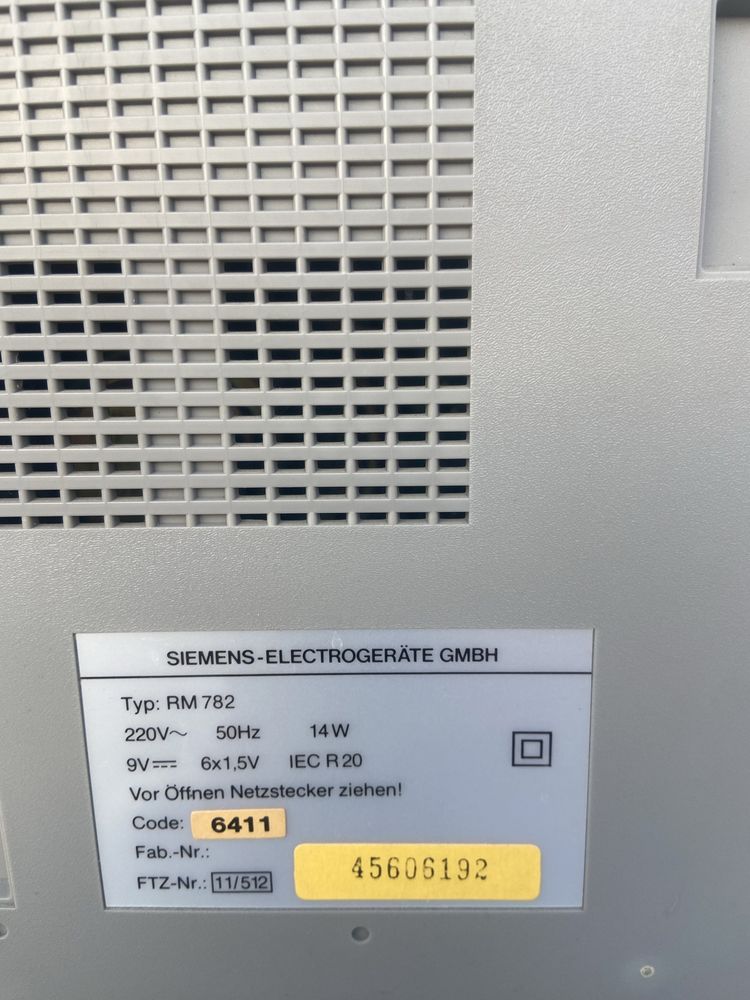 SIEMENS-ELECTROGERÄTE GMBH
Typ: RM 782
220V~ 50Hz 14W
9V⎓ 6x1,5V IEC R 20
Vor Öffnen Netzstecker ziehen!
Code: 6411
Fab.-Nr.: 45606192
FTZ-Nr.: 11/512